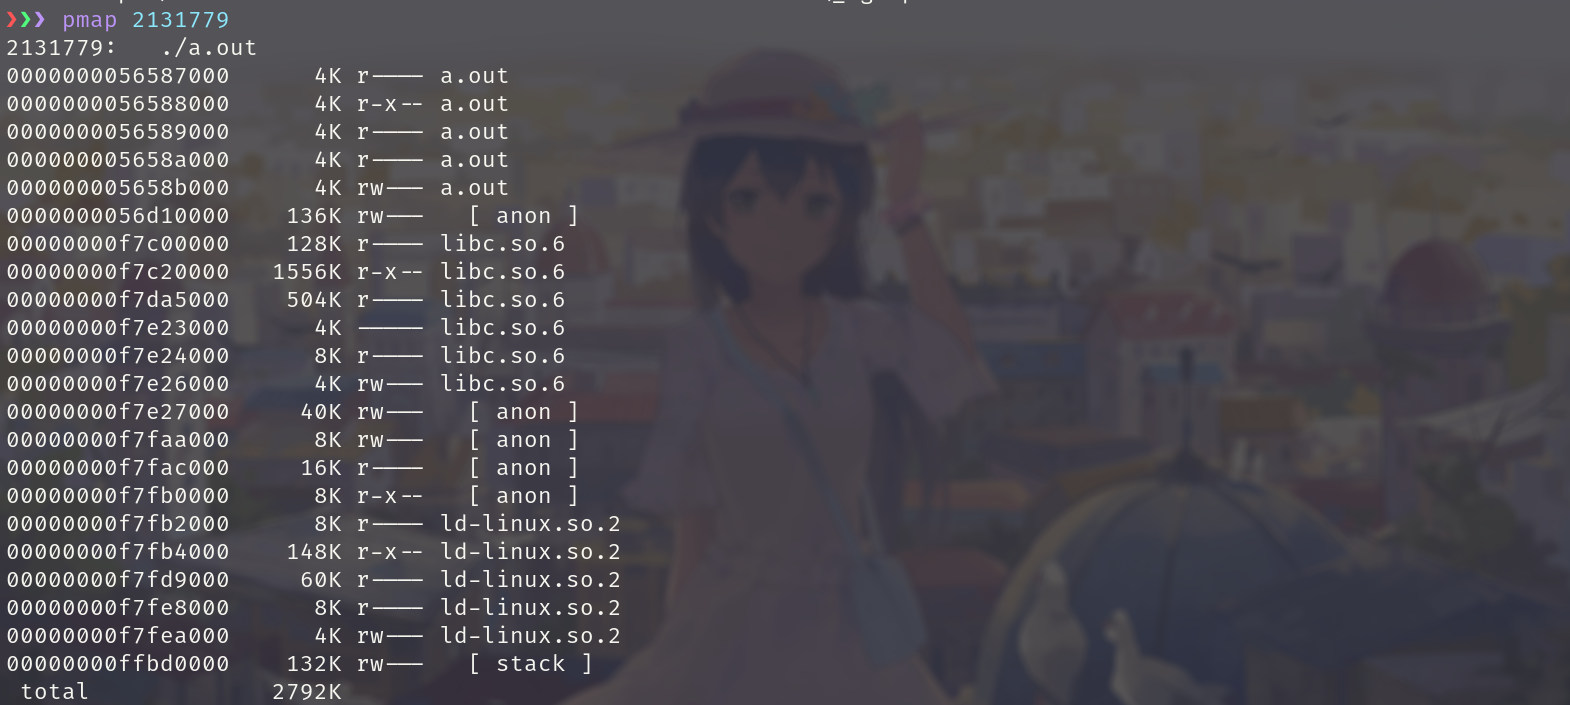 ❯❯❯ pmap 2131779
2131779:   ./a.out
0000000056587000      4K r---- a.out
0000000056588000      4K r-x-- a.out
0000000056589000      4K r---- a.out
000000005658a000      4K r---- a.out
000000005658b000      4K rw--- a.out
0000000056d10000    136K rw---   [ anon ]
00000000f7c00000    128K r---- libc.so.6
00000000f7c20000   1556K r-x-- libc.so.6
00000000f7da5000    504K r---- libc.so.6
00000000f7e23000      4K ----- libc.so.6
00000000f7e24000      8K r---- libc.so.6
00000000f7e26000      4K rw--- libc.so.6
00000000f7e27000     40K rw---   [ anon ]
00000000f7faa000      8K rw---   [ anon ]
00000000f7fac000     16K r----   [ anon ]
00000000f7fb0000      8K r-x--   [ anon ]
00000000f7fb2000      8K r---- ld-linux.so.2
00000000f7fb4000    148K r-x-- ld-linux.so.2
00000000f7fd9000     60K r---- ld-linux.so.2
00000000f7fe8000      8K r---- ld-linux.so.2
00000000f7fea000      4K rw--- ld-linux.so.2
00000000ffbd0000    132K rw---   [ stack ]
 total             2792K